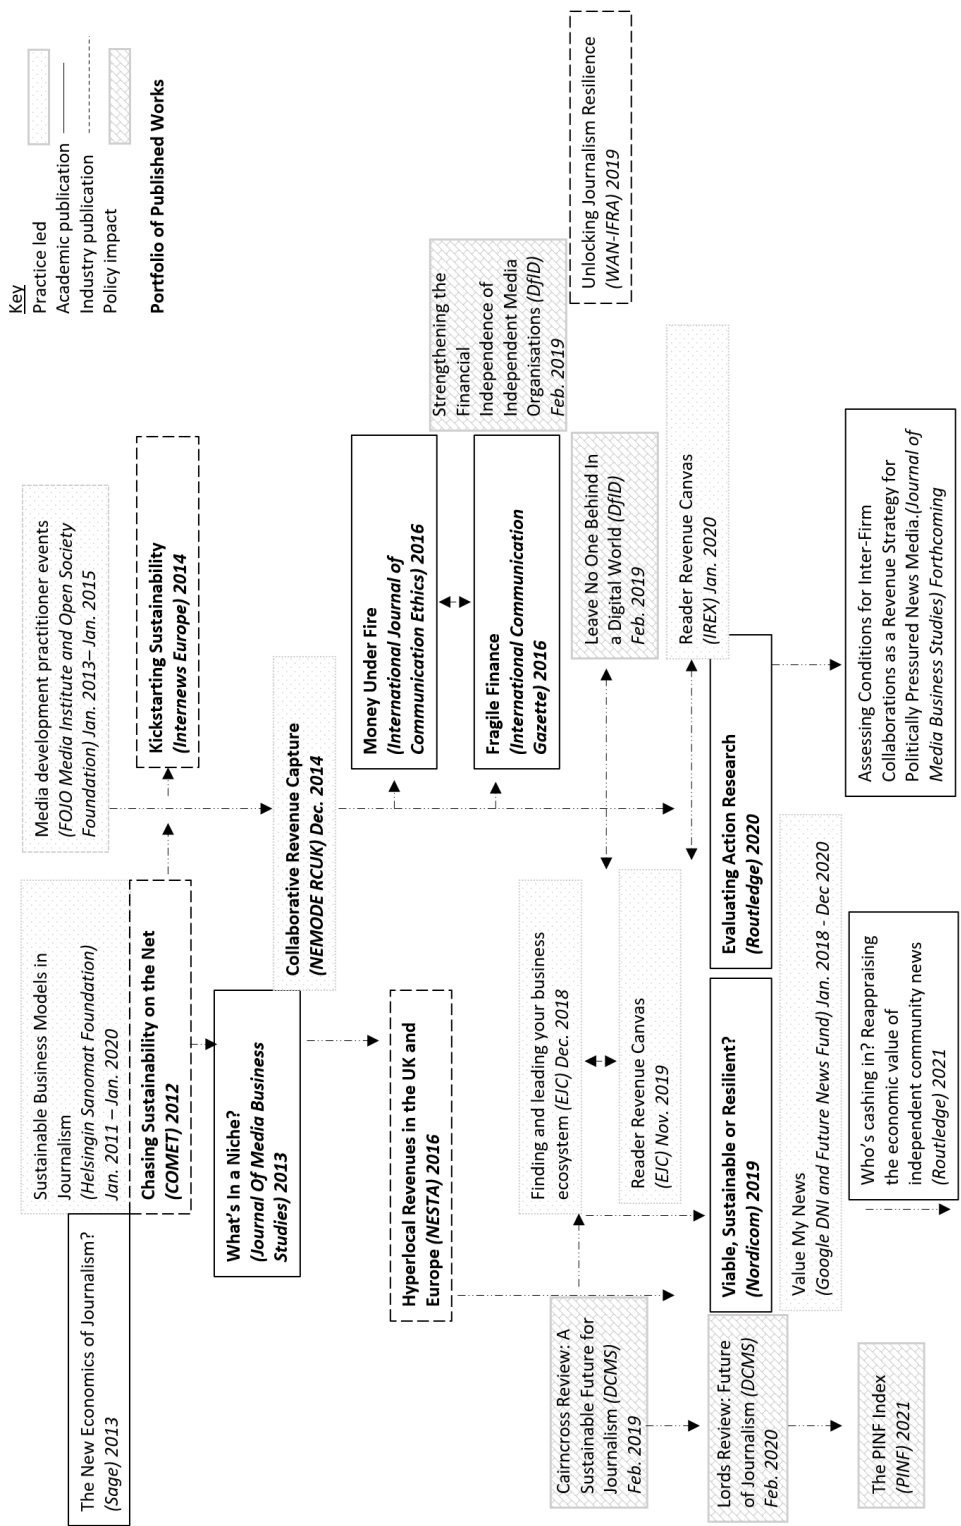 Key
Practice led
Academic publication
Industry publication
Policy impact
Portfolio of Published Works
The New Economics of Journalism?
(Sage) 2013
Sustainable Business Models in
Journalism
(Helsingin Sanomat Foundation)
Jan. 2011 – Jan. 2020
Media development practitioner events
(FOJO Media Institute and Open Society
Foundation) Jan. 2013– Jan. 2015
Chasing Sustainability on the Net
(COMET) 2012
Kickstarting Sustainability
(Internews Europe) 2014
What's In a Niche?
(Journal Of Media Business
Studies) 2013
Collaborative Revenue Capture
(NEMODE RCUK) Dec. 2014
Hyperlocal Revenues in the UK and
Europe (NESTA) 2016
Money Under Fire
(International Journal of
Communication Ethics) 2016
Fragile Finance
(International Communication
Gazette) 2016
Strengthening the
Financial
Independence of
Independent Media
Organisations (DfID)
Feb. 2019
Unlocking Journalism Resilience
(WAN-IFRA) 2019
Cairncross Review: A
Sustainable Future for
Journalism (DCMS)
Feb. 2019
Finding and leading your business
ecosystem (EJC) Dec. 2018
Leave No One Behind In
a Digital World (DfID)
Feb. 2019
Reader Revenue Canvas
(EJC) Nov. 2019
Reader Revenue Canvas
(IREX) Jan. 2020
Lords Review: Future
of Journalism (DCMS)
Feb. 2020
Viable, Sustainable or Resilient?
(Nordicom) 2019
Evaluating Action Research
(Routledge) 2020
Value My News
(Google DNI and Future News Fund) Jan. 2018 - Dec 2020
The PINF Index
(PINF) 2021
Who's cashing in? Reappraising
the economic value of
independent community news
(Routledge) 2021
Assessing Conditions for Inter-Firm
Collaborations as a Revenue Strategy for
Politically Pressured News Media.(Journal of
Media Business Studies) Forthcoming